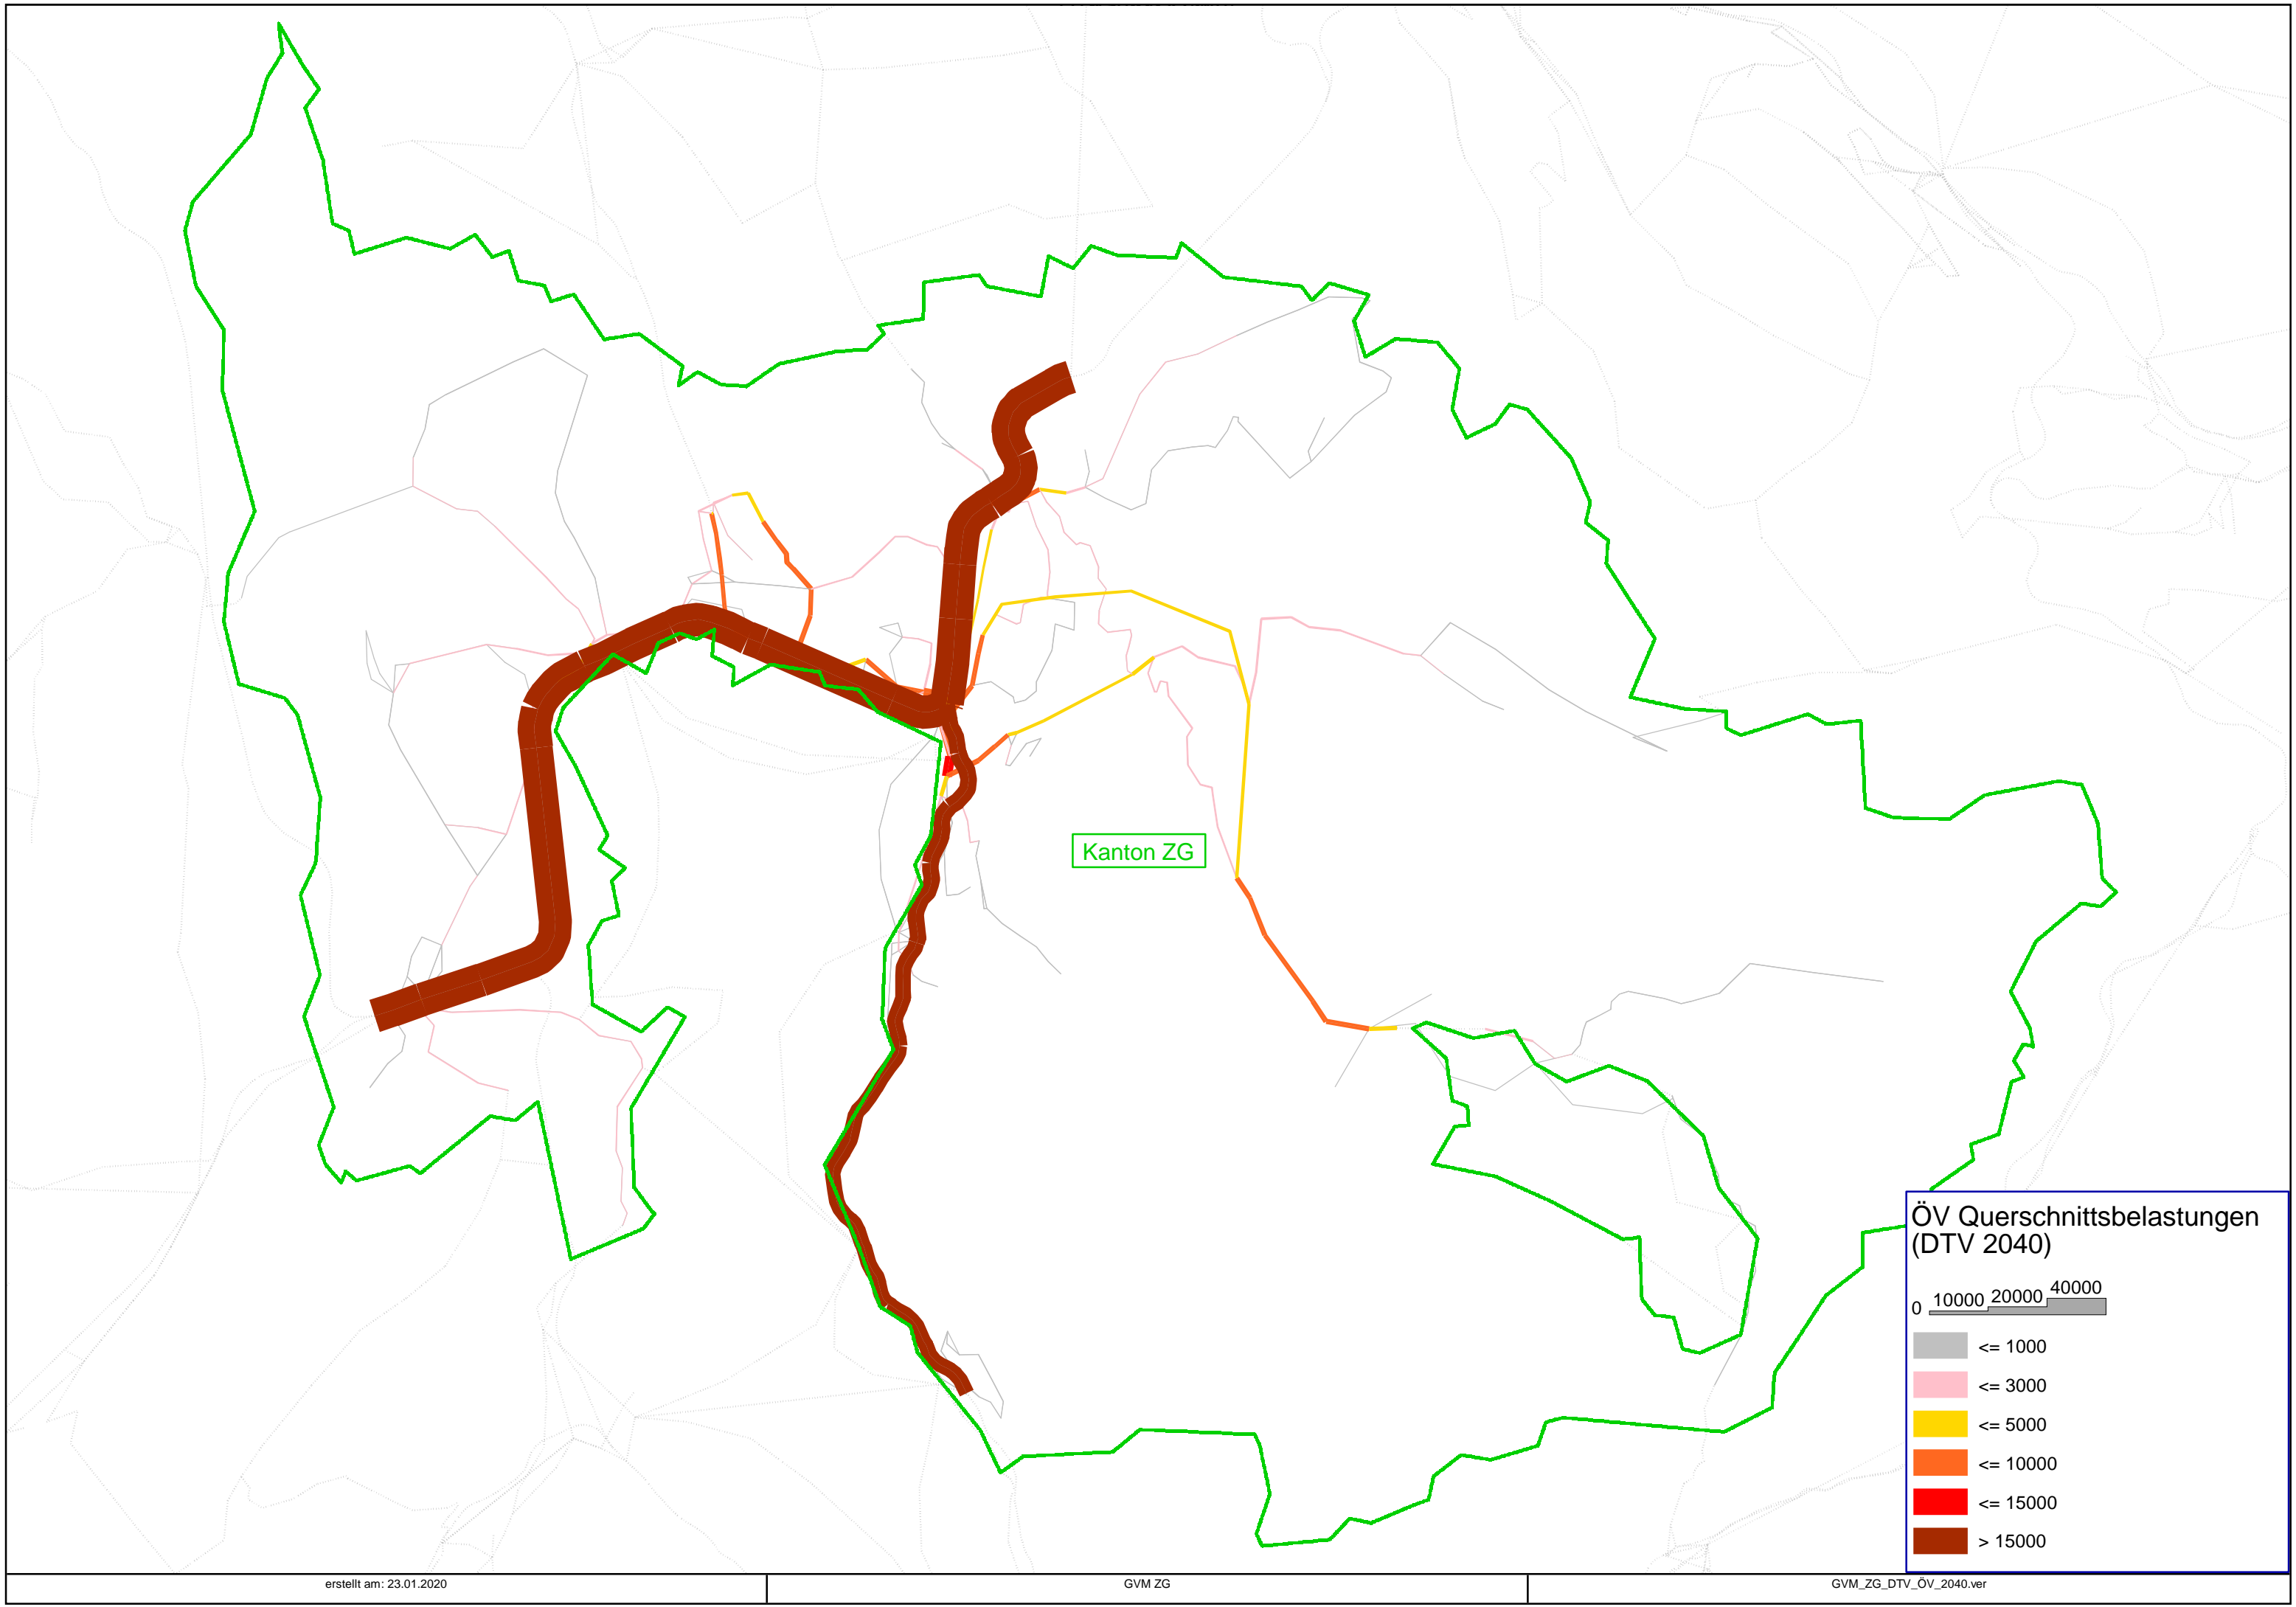 Kanton ZG
ÖV Querschnittsbelastungen
(DTV 2040)
0 10000 20000 40000
<= 1000
<= 3000
<= 5000
<= 10000
<= 15000
> 15000
erstellt am: 23.01.2020
GVM ZG
GVM_ZG_DTV_ÖV_2040.ver